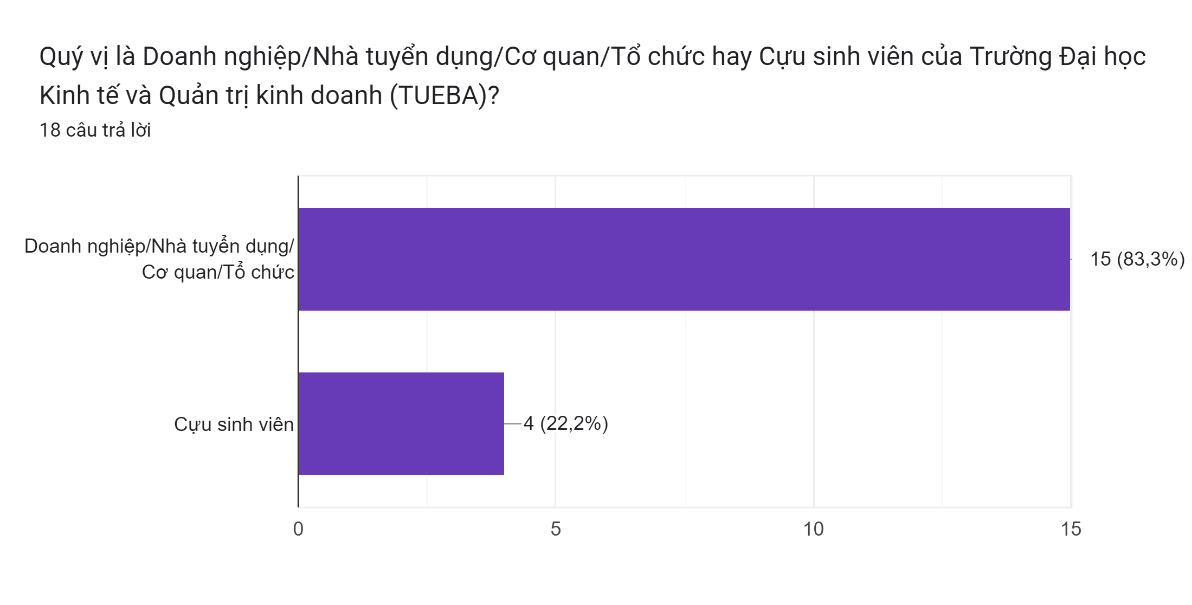 Quý vị là Doanh nghiệp/Nhà tuyển dụng/Cơ quan/Tổ chức hay Cựu sinh viên của Trường Đại học
Kinh tế và Quản trị kinh doanh (TUEBA)?
18 câu trả lời
Doanh nghiệp/Nhà tuyển dụng/
Cơ quan/Tổ chức
15 (83,3%)
Cựu sinh viên
4 (22,2%)
0
5
10
15